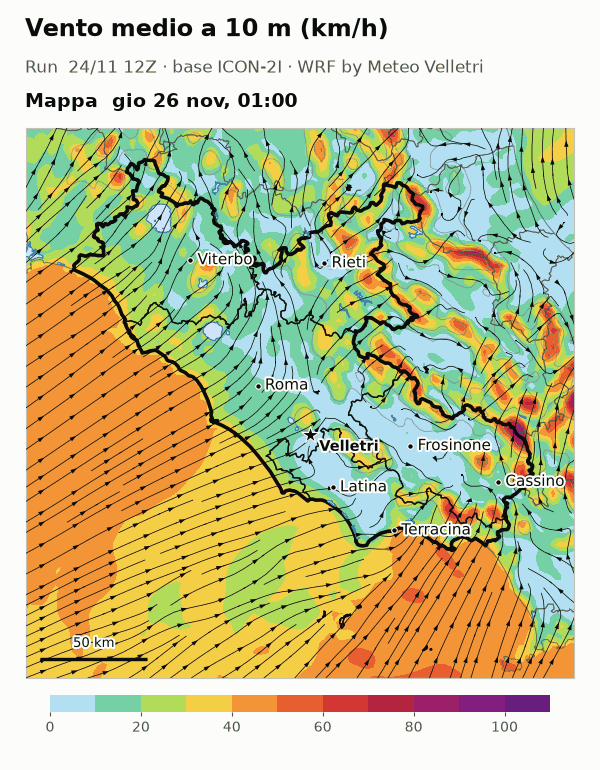 Vento medio a 10 m (km/h)
Run 24/11 12Z · base ICON-2I · WRF by Meteo Velletri
Mappa gio 26 nov, 01:00
Viterbo
Rieti
Roma
Velletri
Frosinone
Latina
Cassino
Terracina
50 km
0 20 40 60 80 100